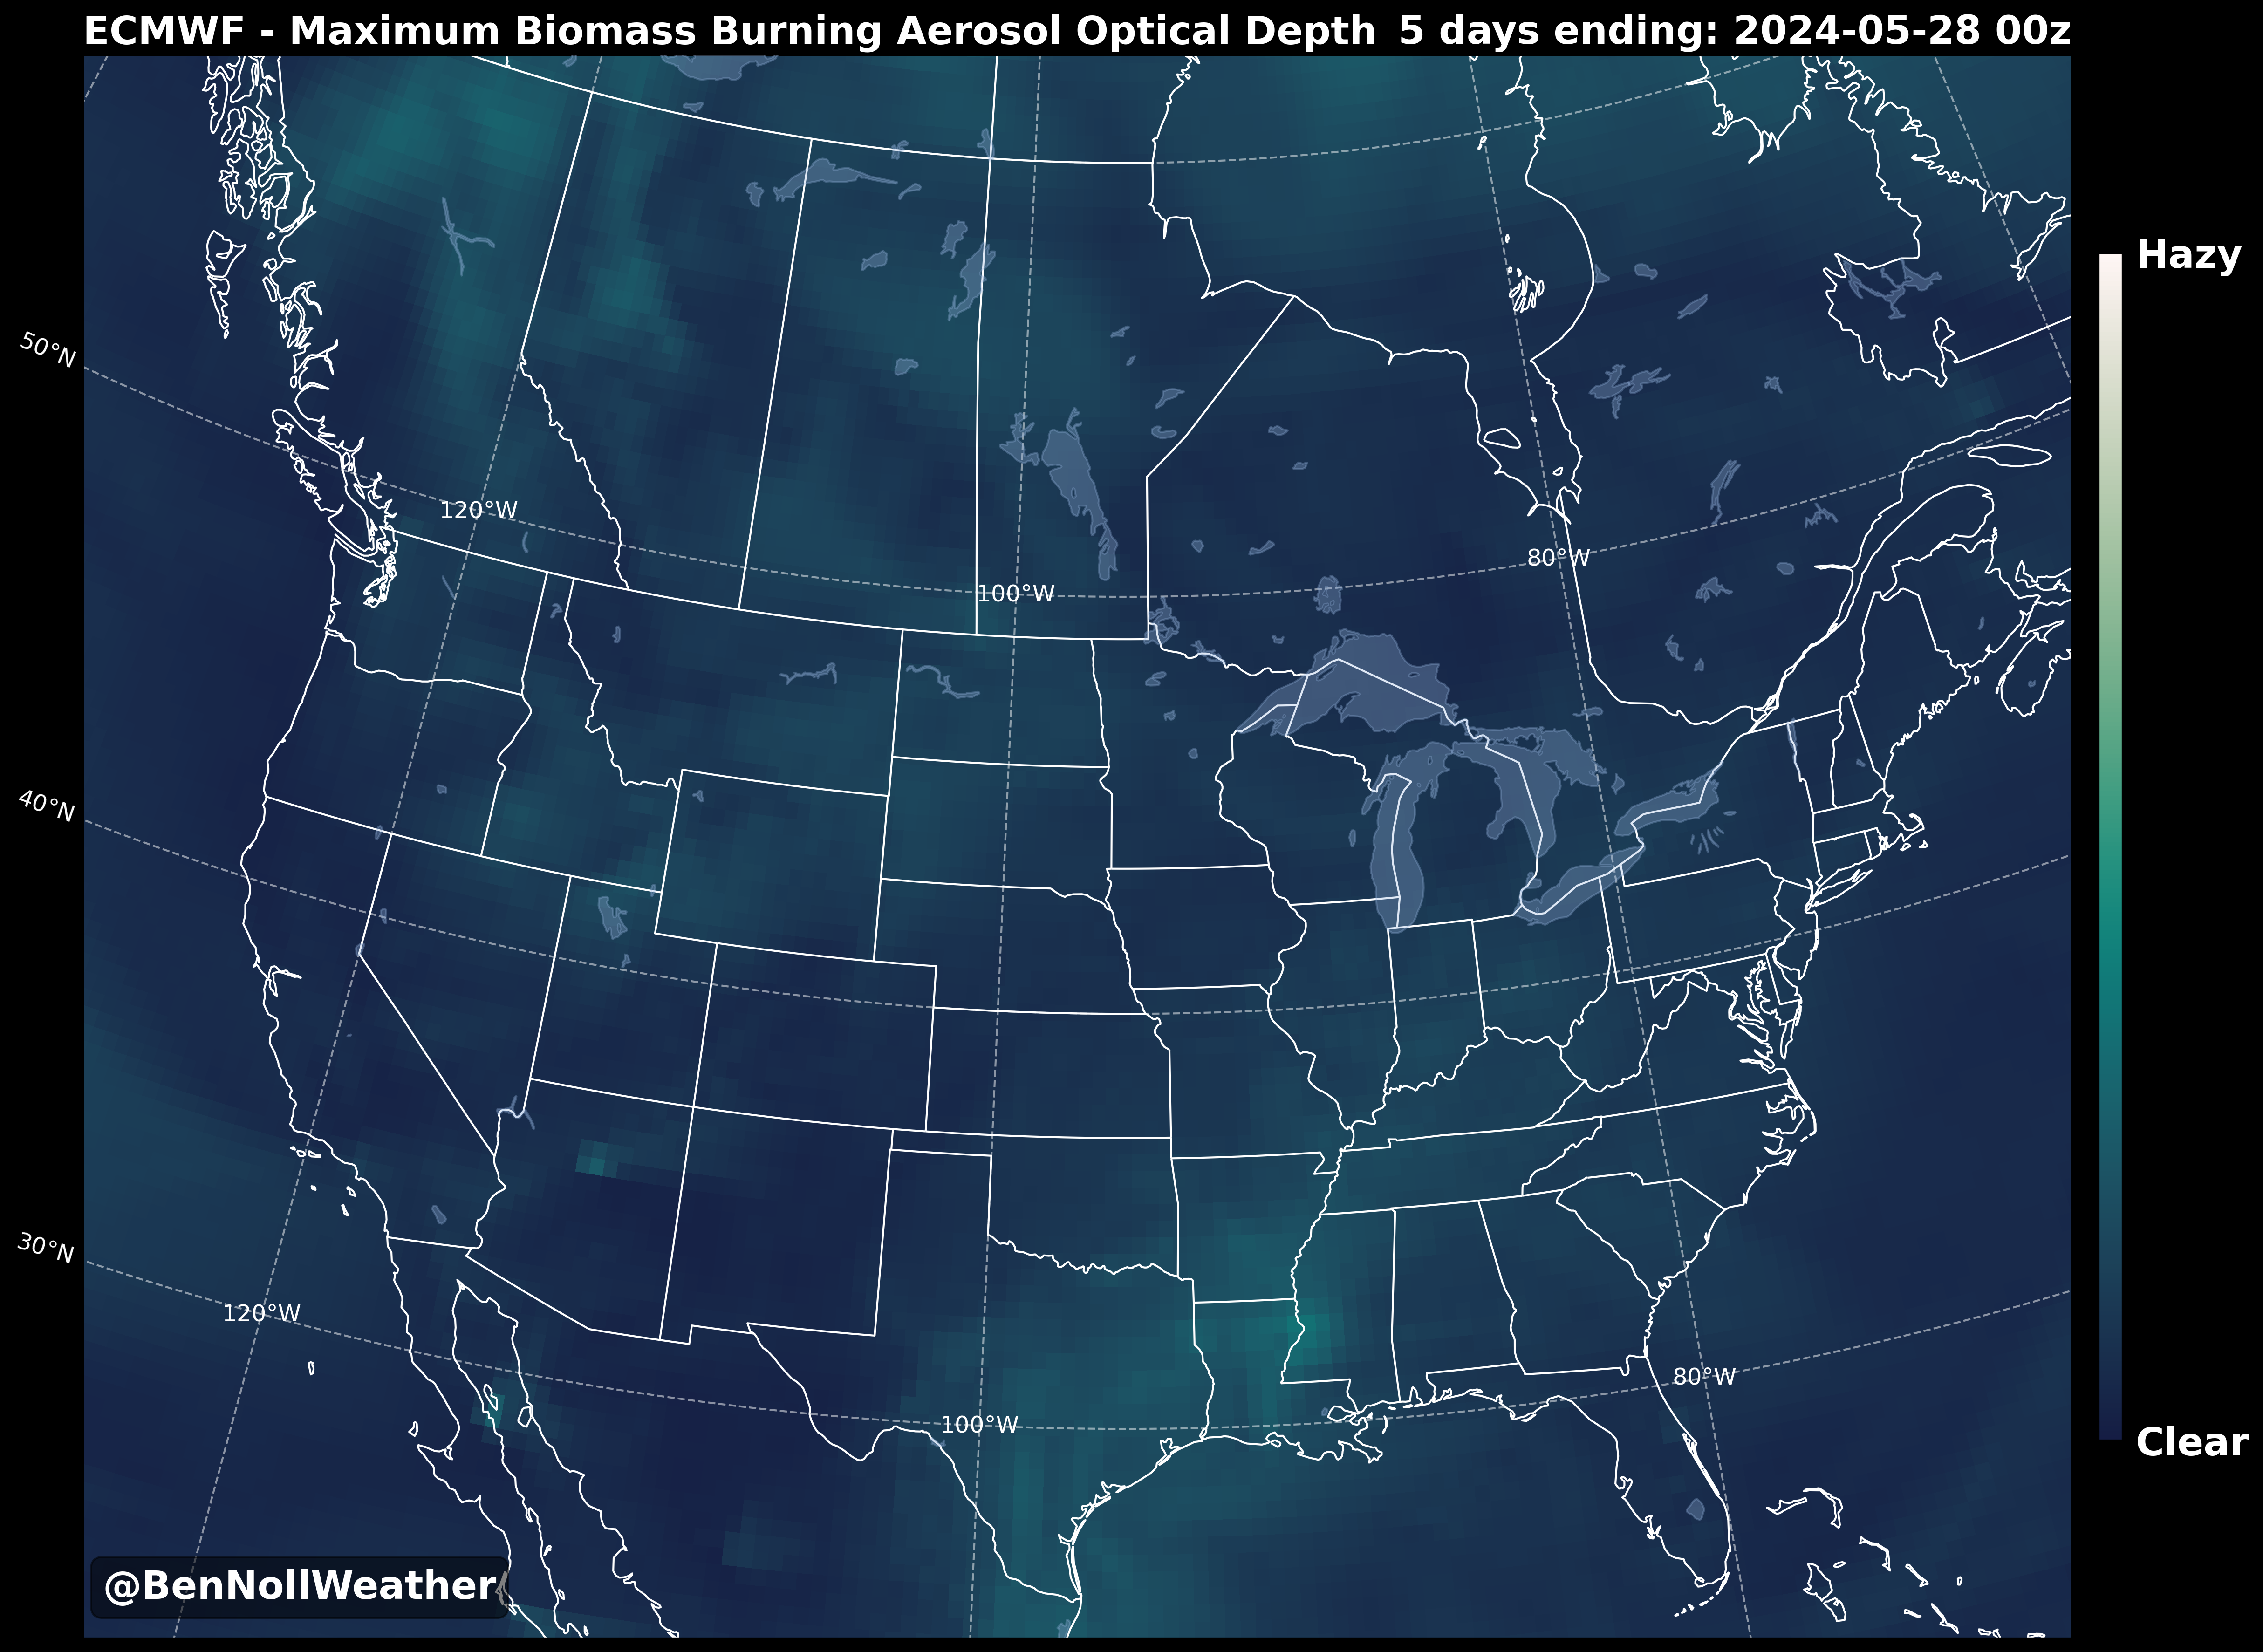 ECMWF - Maximum Biomass Burning Aerosol Optical Depth 5 days ending: 2024-05-28 00z
Hazy
50°N
120°W
100°W
80°W
40°N
30°N
120°W
100°W
80°W
Clear
@BenNollWeather